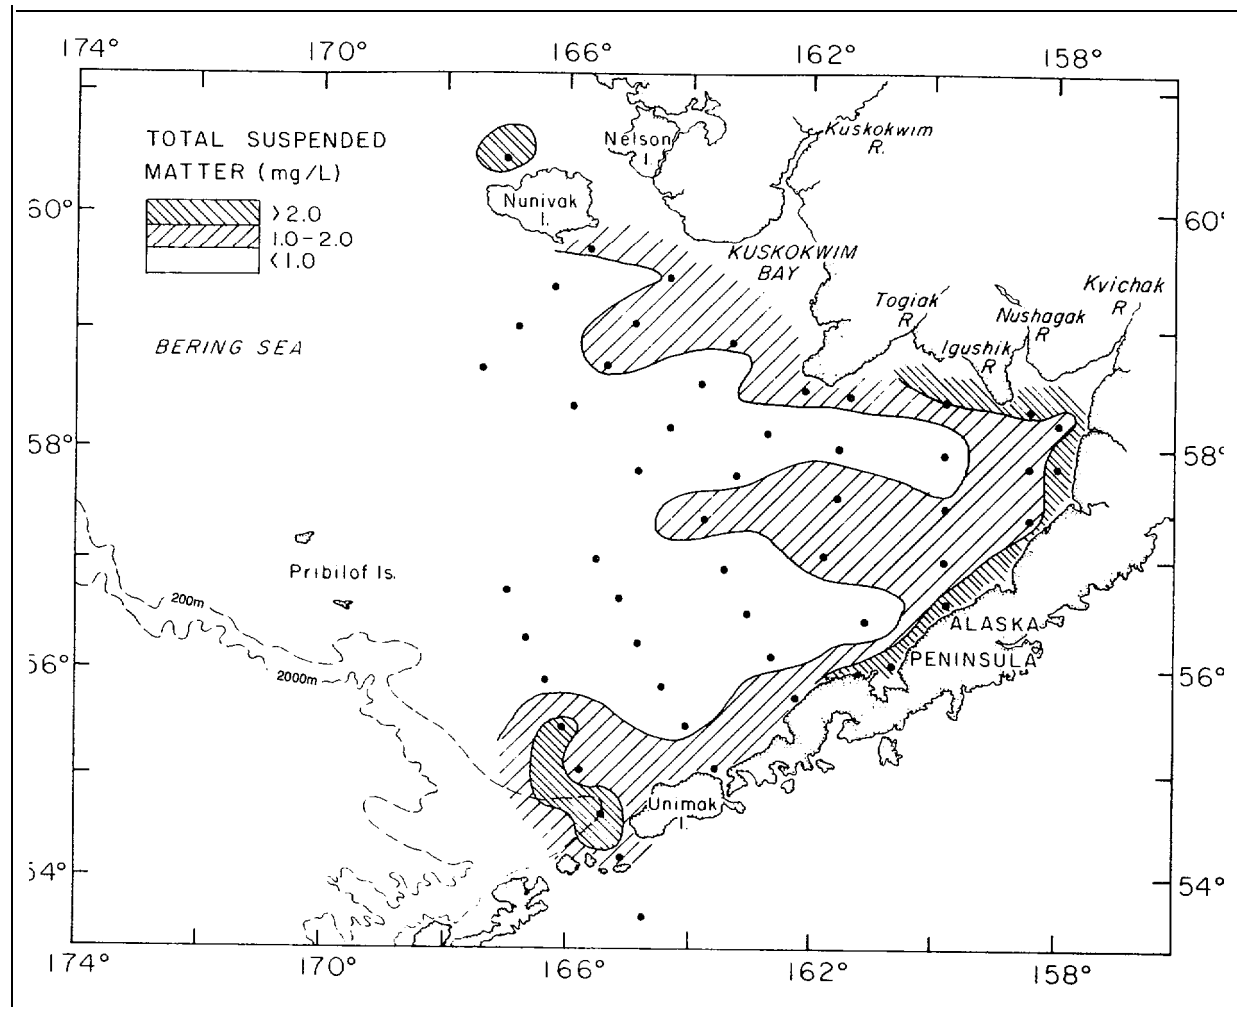 174° 170° 166° 162° 158°
TOTAL SUSPENDED
MATTER (mg/L)
>2.0
1.0-2.0
<1.0
Nelson
I.
Kuskokwim
R.
Nunivak
I.
60°
60°
KUSKOKWIM
BAY
Togiak
R
Kvichak
R
Nushagak
R
Igushik
R
BERING SEA
58°
58°
Pribilof Is.
200m
2000m
ALASKA
PENINSULA
56°
56°
Unimak
I.
54°
54°
174° 170° 166° 162° 158°